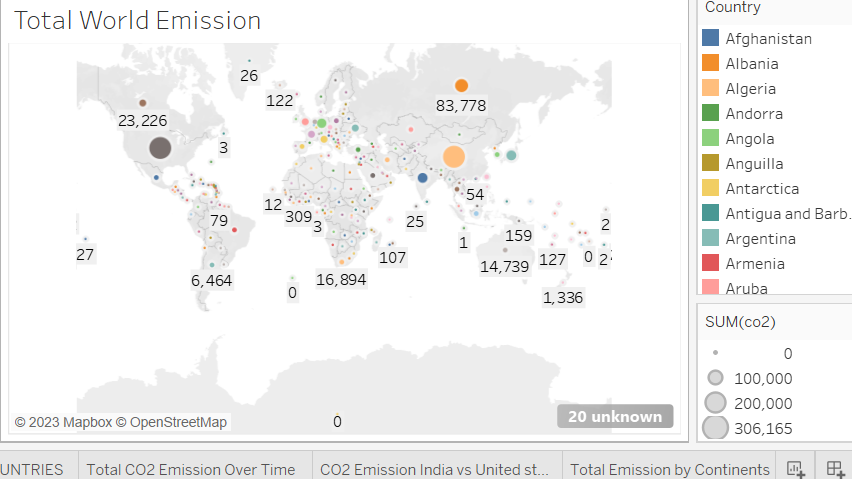 Total World Emission
26
122
83,778
23,226
3
54
12
309
3
79
25
2
1
159
27
107
14,739
127
0
2
6,464
16,894
0
1,336
0
20 unknown
© 2023 Mapbox © OpenStreetMap
Country
Afghanistan
Albania
Algeria
Andorra
Angola
Anguilla
Antarctica
Antigua and Barb.
Argentina
Armenia
Aruba
SUM(co2)
0
100,000
200,000
306,165
UNTRIES
Total CO2 Emission Over Time
CO2 Emission India vs United st...
Total Emission by Continents